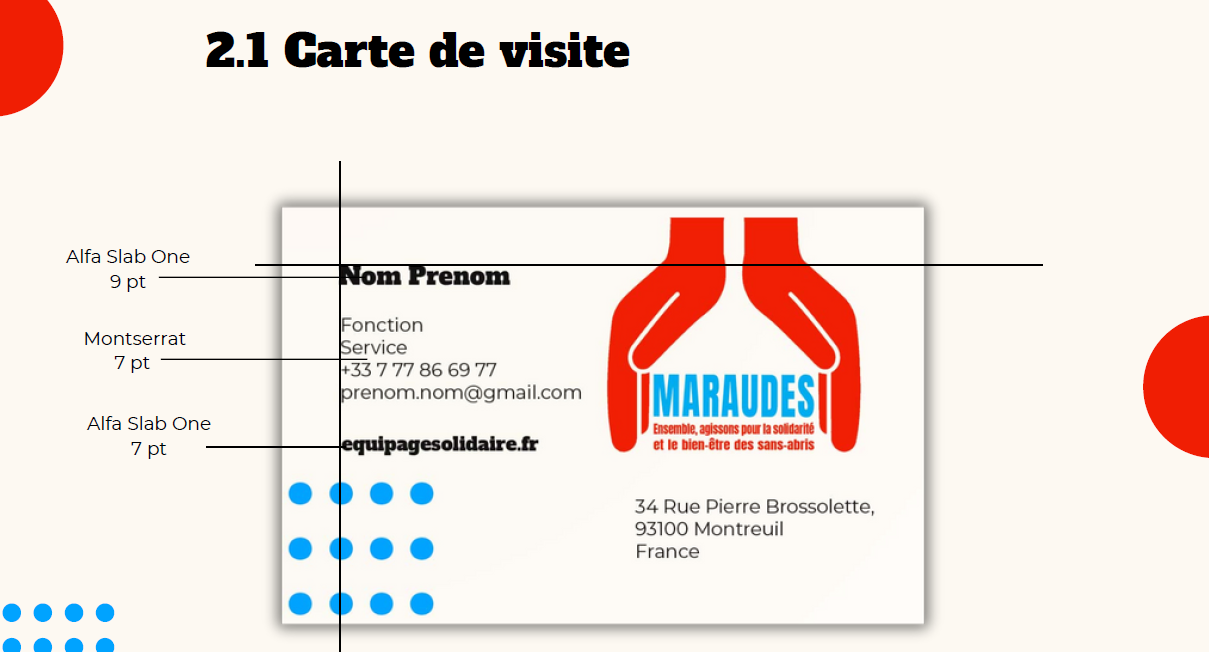 2.1 Carte de visite
Alfa Slab One
9 pt
Montserrat
7 pt
Alfa Slab One
7 pt
Nom Prenom
Fonction
Service
+33 7 77 86 69 77
prenom.nom@gmail.com
equipagesolidaire.fr
MARAUDES
Ensemble, agissons pour la solidarité
et le bien-être des sans-abris
34 Rue Pierre Brossolette,
93100 Montreuil
France